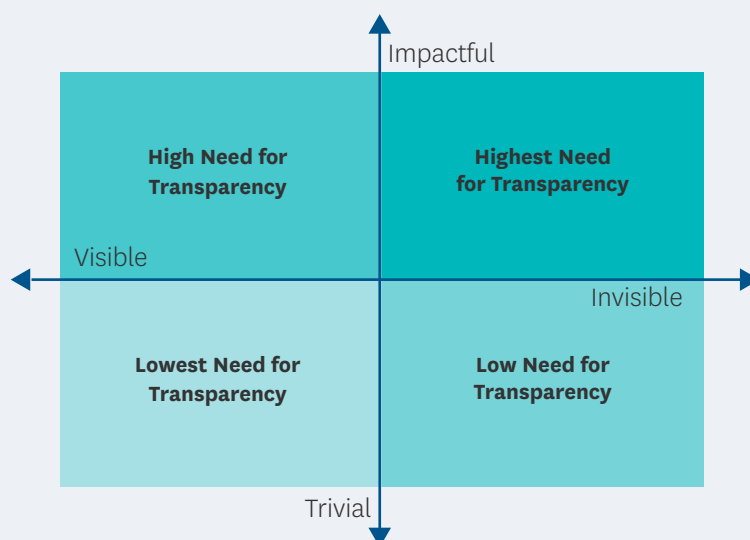 Impactful
High Need for
Transparency
Highest Need
for Transparency
Visible
Invisible
Lowest Need for
Transparency
Low Need for
Transparency
Trivial